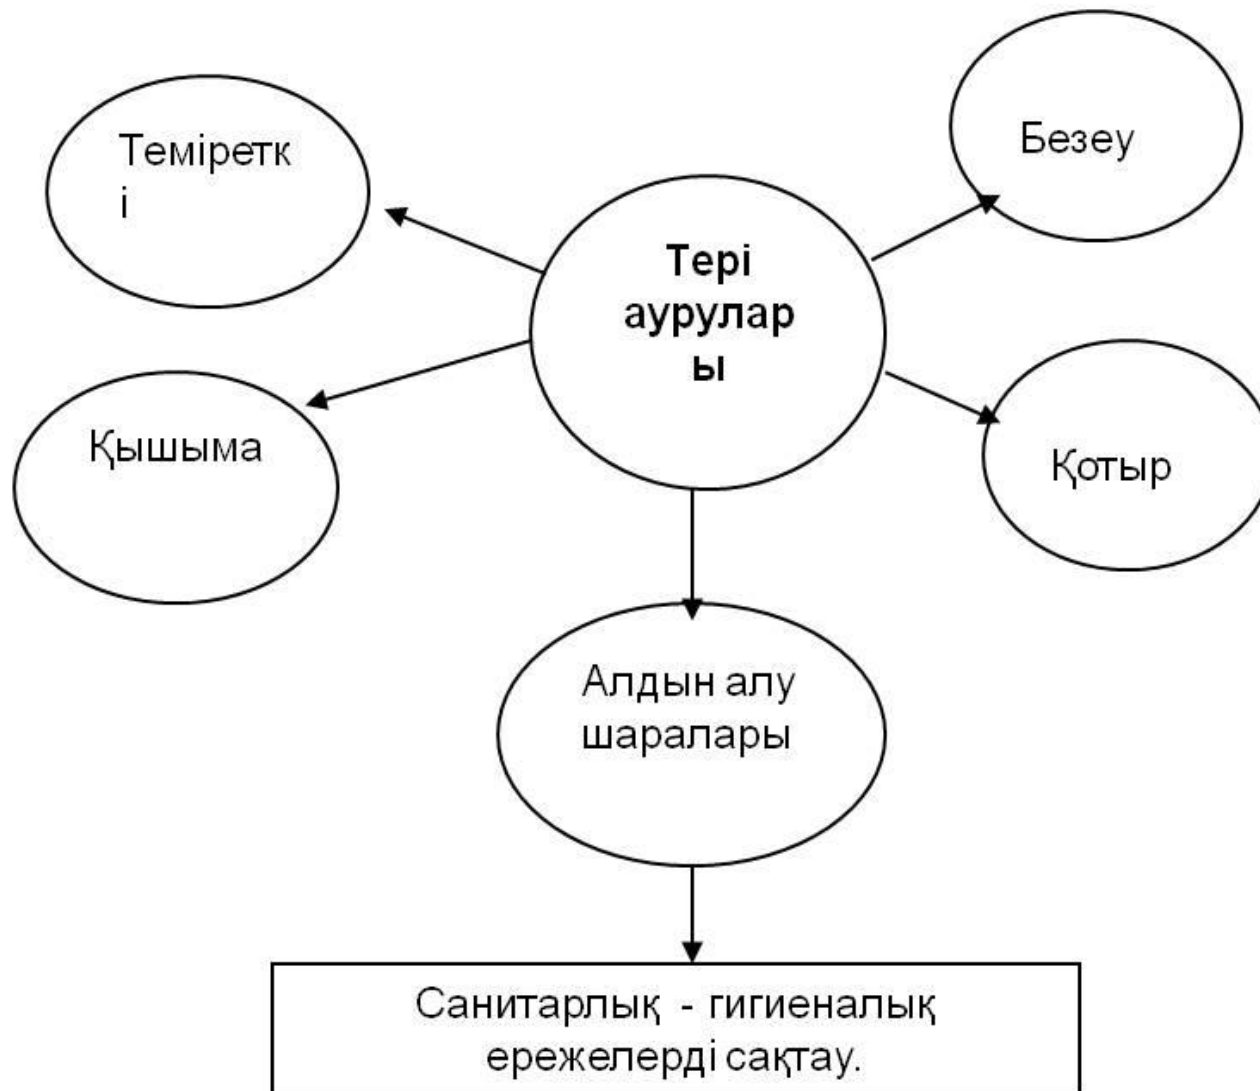 Теміретк
і
Безеу
Тері
аурулар
ы
Қышыма
Қотыр
Алдын алу
шаралары
Санитарлық - гигиеналық
ережелерді сақтау.